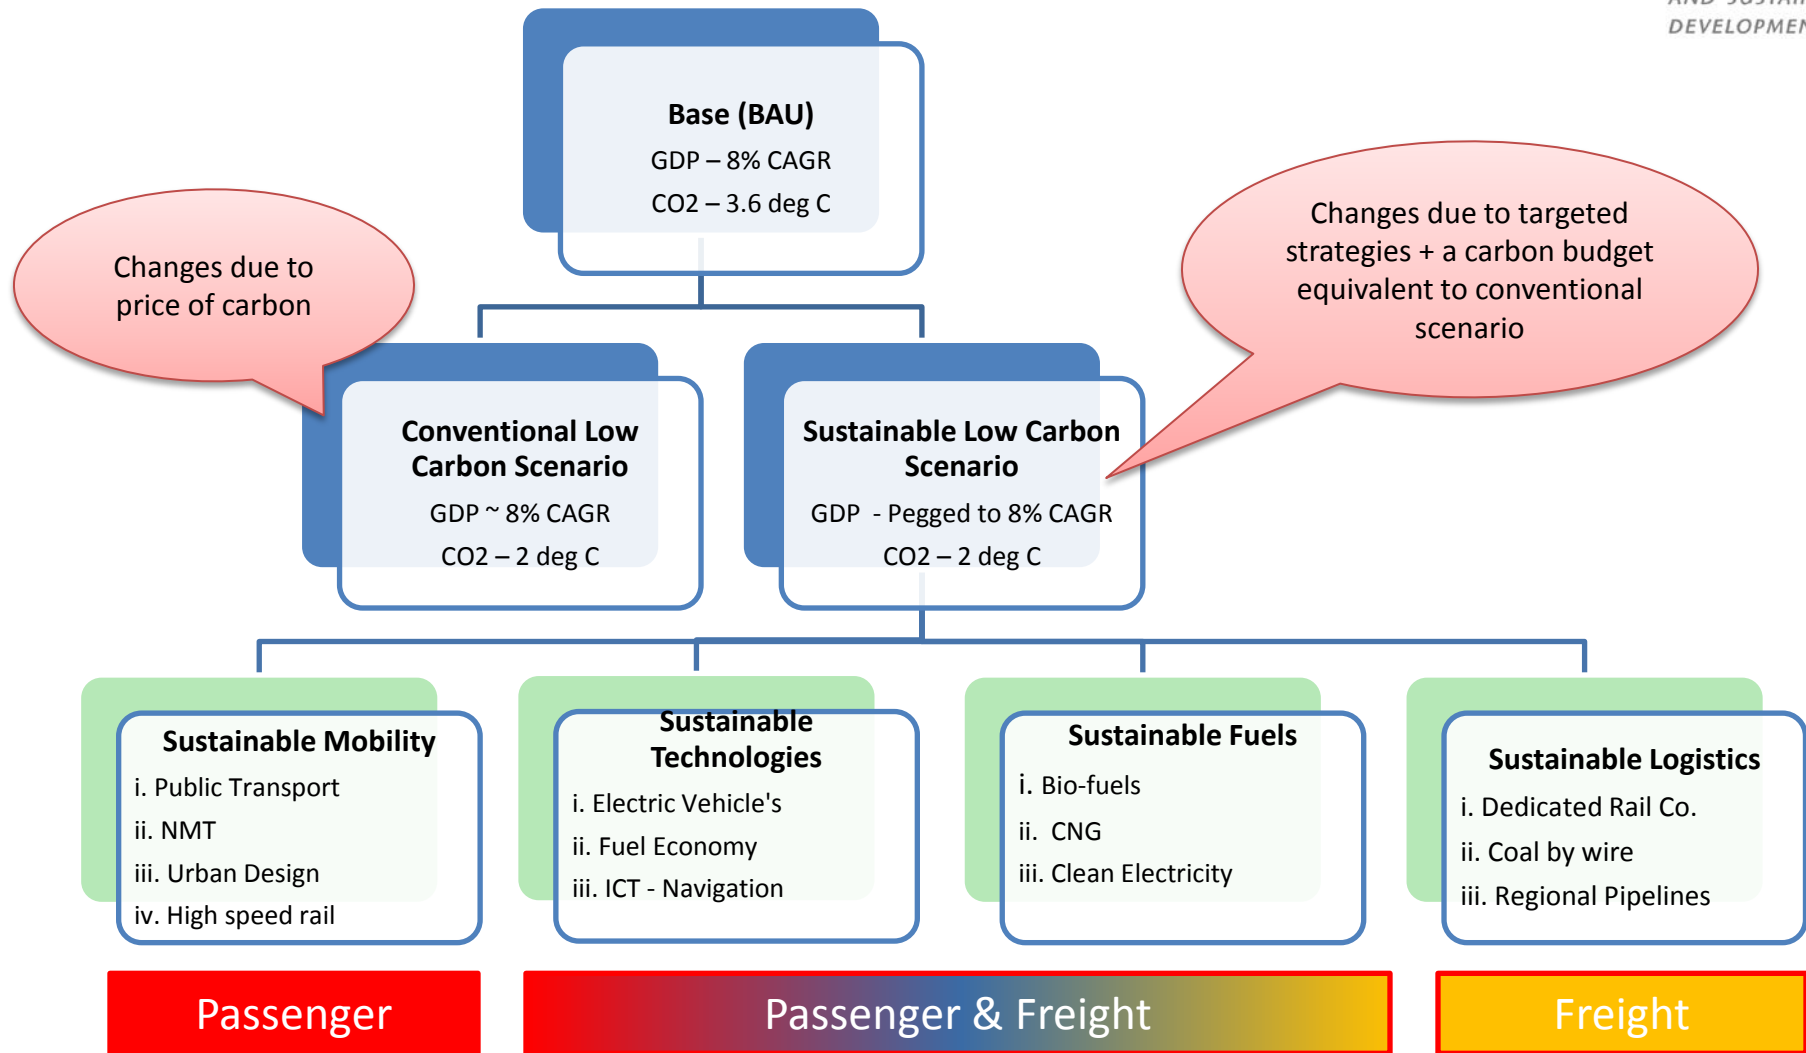 AND SUSTAIN
DEVELOPMEN
Base (BAU)
GDP – 8% CAGR
CO2 – 3.6 deg C
Changes due to
price of carbon
Changes due to targeted
strategies + a carbon budget
equivalent to conventional
scenario
Conventional Low
Carbon Scenario
GDP ~ 8% CAGR
CO2 – 2 deg C
Sustainable Low Carbon
Scenario
GDP - Pegged to 8% CAGR
CO2 – 2 deg C
Sustainable Mobility
i. Public Transport
ii. NMT
iii. Urban Design
iv. High speed rail
Sustainable
Technologies
i. Electric Vehicle's
ii. Fuel Economy
iii. ICT - Navigation
Sustainable Fuels
i. Bio-fuels
ii. CNG
iii. Clean Electricity
Sustainable Logistics
i. Dedicated Rail Co.
ii. Coal by wire
iii. Regional Pipelines
Passenger
Passenger & Freight
Freight